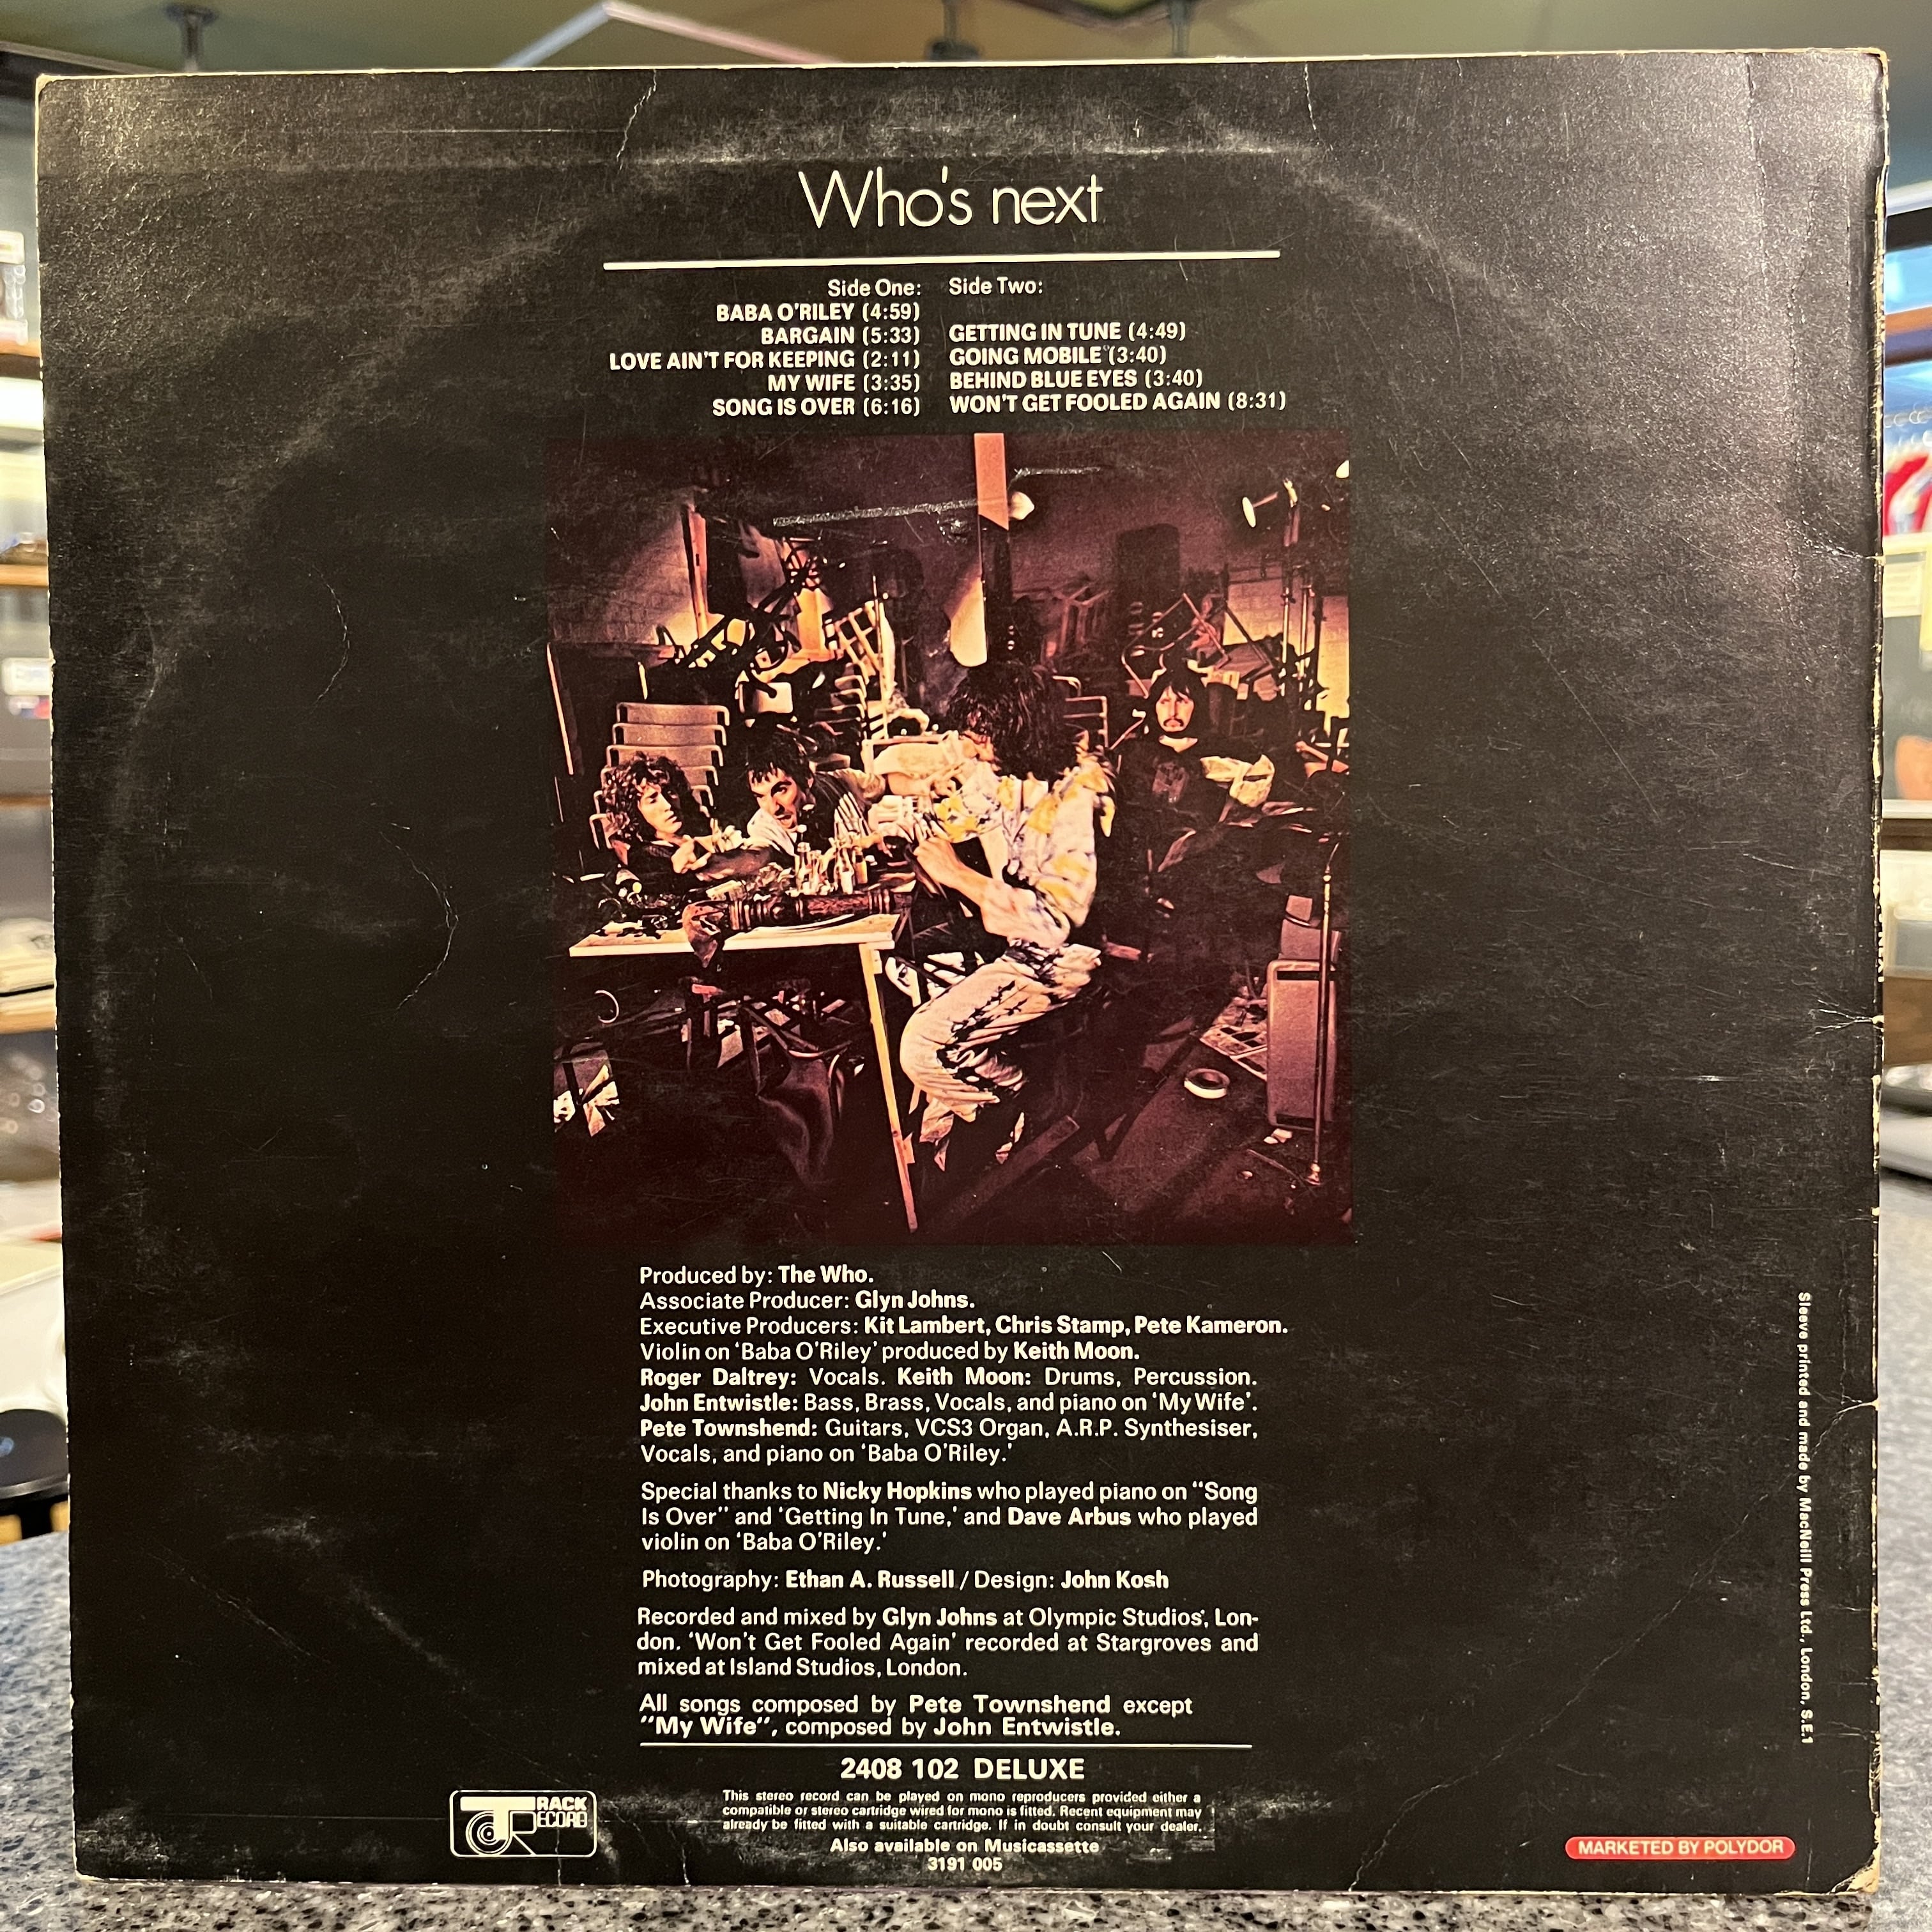 Who's next
Side One:
BABA O'RILEY (4:59)
BARGAIN (5:33)
LOVE AIN'T FOR KEEPING (2:11)
MY WIFE (3:35)
SONG IS OVER (6:16)
Side Two:
GETTING IN TUNE (4:49)
GOING MOBILE (3:40)
BEHIND BLUE EYES (3:40)
WON'T GET FOOLED AGAIN (8:31)
Produced by: The Who.
Associate Producer: Glyn Johns.
Executive Producers: Kit Lambert, Chris Stamp, Pete Kameron.
Violin on ‘Baba O'Riley’ produced by Keith Moon.
Roger Daltrey: Vocals. Keith Moon: Drums, Percussion.
John Entwistle: Bass, Brass, Vocals, and piano on ‘My Wife’.
Pete Townshend: Guitars, VCS3 Organ, A.R.P. Synthesiser,
Vocals, and piano on ‘Baba O'Riley.’
Special thanks to Nicky Hopkins who played piano on “Song
Is Over” and ‘Getting In Tune,’ and Dave Arbus who played
violin on ‘Baba O'Riley.’
Photography: Ethan A. Russell / Design: John Kosh
Recorded and mixed by Glyn Johns at Olympic Studios, Lon-
don. ‘Won't Get Fooled Again’ recorded at Stargroves and
mixed at Island Studios, London.
All songs composed by Pete Townshend except
“My Wife”, composed by John Entwistle.
2408 102 DELUXE
This stereo record can be played on mono reproducers provided either a
compatible or stereo cartridge wired for mono is fitted. Recent equipment may
already be fitted with a suitable cartridge. If in doubt consult your dealer.
Also available on Musicassette
3191 005
TRACK
RECORD
MARKETED BY POLYDOR
Sleeve printed and made by MacNeill Press Ltd., London, S.E.1